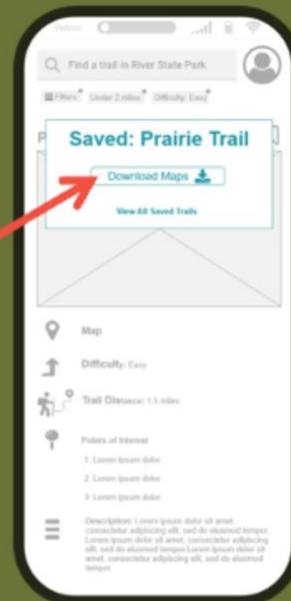 Verizon
Find a trail in River State Park
Filters Under 2 miles Difficulty: Easy
P
Saved: Prairie Trail
Download Maps
View All Saved Trails
Map
Difficulty: Easy
Trail Distance: 1.5 miles
Points of Interest
1. Lorem ipsum dolor
2. Lorem ipsum dolor
3. Lorem ipsum dolor
Description: Lorem ipsum dolor sit amet,
consectetur adipiscing elit, sed do eiusmod tempor.
Lorem ipsum dolor sit amet, consectetur adipiscing
elit, sed do eiusmod tempor Lorem ipsum dolor sit
amet, consectetur adipiscing elit, sed do eiusmod
tempor